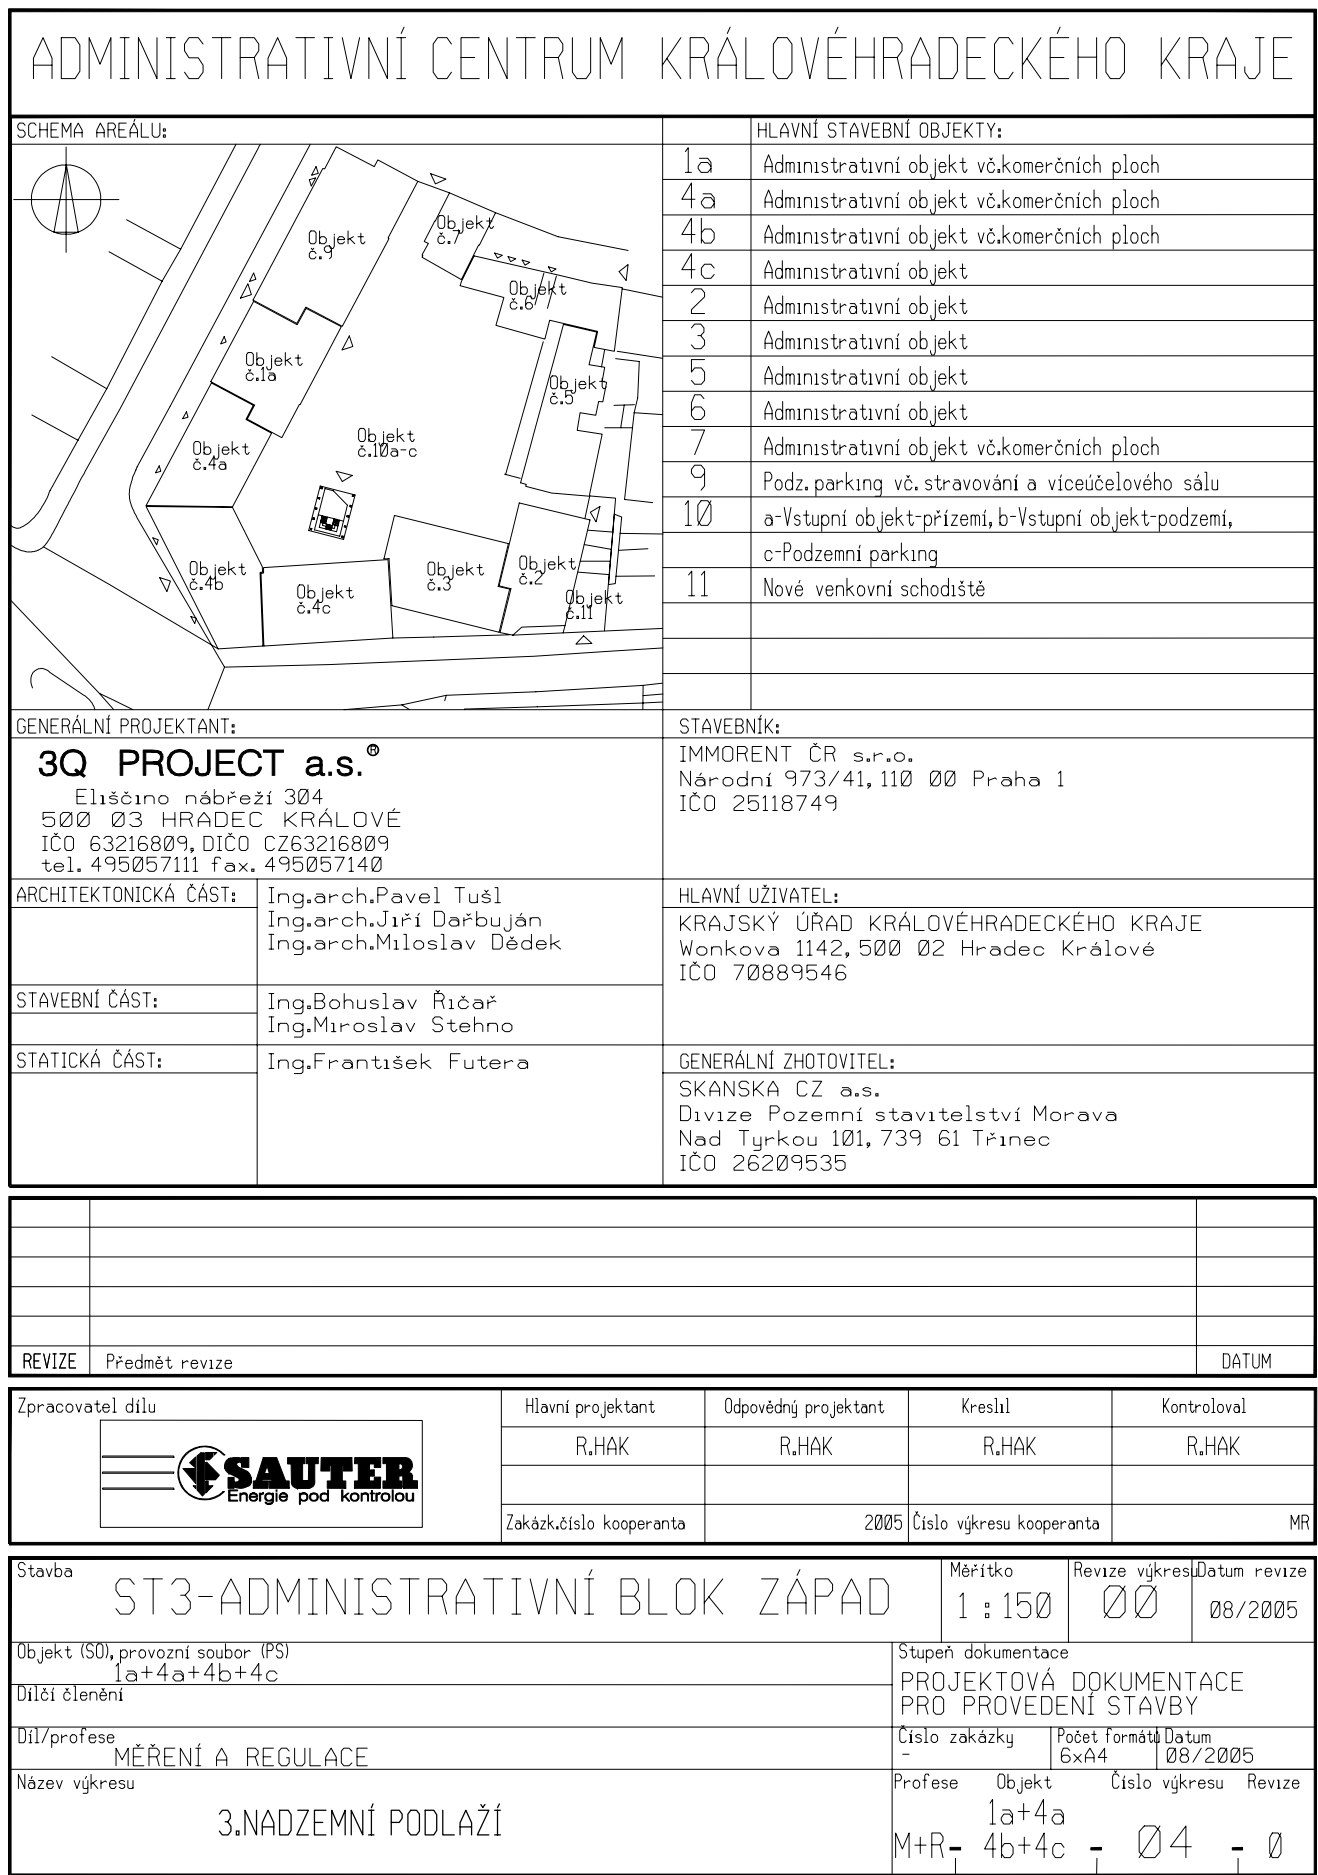 ADMINISTRATIVNÍ CENTRUM KRÁLOVÉHRADECKÉHO KRAJE
SCHEMA AREÁLU:
Objekt
č.9
Objekt
č.7
Objekt
č.6
Objekt
č.1a
Objekt
č.5
Objekt
č.4a
Objekt
č.10a-c
Objekt
č.4b
Objekt
č.4c
Objekt
č.3
Objekt
č.2
Objekt
č.11
HLAVNÍ STAVEBNÍ OBJEKTY:
1a Administrativní objekt vč.komerčních ploch
4a Administrativní objekt vč.komerčních ploch
4b Administrativní objekt vč.komerčních ploch
4c Administrativní objekt
2 Administrativní objekt
3 Administrativní objekt
5 Administrativní objekt
6 Administrativní objekt
7 Administrativní objekt vč.komerčních ploch
9 Podz.parking vč.stravování a víceúčelového sálu
10 a-Vstupní objekt-přízemí, b-Vstupní objekt-podzemí,
c-Podzemní parking
11 Nové venkovní schodiště
GENERÁLNÍ PROJEKTANT:
3Q PROJECT a.s.®
Eliščino nábřeží 304
500 03 HRADEC KRÁLOVÉ
IČO 63216809, DIČO CZ63216809
tel. 495057111 fax. 495057140
STAVEBNÍK:
IMMORENT ČR s.r.o.
Národní 973/41, 110 00 Praha 1
IČO 25118749
ARCHITEKTONICKÁ ČÁST:
Ing.arch.Pavel Tušl
Ing.arch.Jiří Dařbuján
Ing.arch.Miloslav Dědek
HLAVNÍ UŽIVATEL:
KRAJSKÝ ÚŘAD KRÁLOVÉHRADECKÉHO KRAJE
Wonkova 1142, 500 02 Hradec Králové
IČO 70889546
STAVEBNÍ ČÁST:
Ing.Bohuslav Řičař
Ing.Miroslav Stehno
STATICKÁ ČÁST:
Ing.František Futera
GENERÁLNÍ ZHOTOVITEL:
SKANSKA CZ a.s.
Divize Pozemní stavitelství Morava
Nad Tyrkou 101, 739 61 Třinec
IČO 26209535
REVIZE Předmět revize DATUM
Zpracovatel dílu
SAUTER
Energie pod kontrolou
Hlavní projektant Odpovědný projektant Kreslil Kontroloval
R.HAK R.HAK R.HAK R.HAK
Zakázk.číslo kooperanta 2005 Číslo výkresu kooperanta MR
Stavba
ST3-ADMINISTRATIVNÍ BLOK ZÁPAD
Měřítko
1 : 150
Revize výkresu
00
Datum revize
08/2005
Objekt (SO), provozní soubor (PS)
1a+4a+4b+4c
Dílčí členění
Stupeň dokumentace
PROJEKTOVÁ DOKUMENTACE
PRO PROVEDENÍ STAVBY
Díl/profese
MĚŘENÍ A REGULACE
Číslo zakázky
-
Počet formátů
6xA4
Datum
08/2005
Název výkresu
3.NADZEMNÍ PODLAŽÍ
Profese Objekt Číslo výkresu Revize
1a+4a
M+R- 4b+4c - 04 - 0